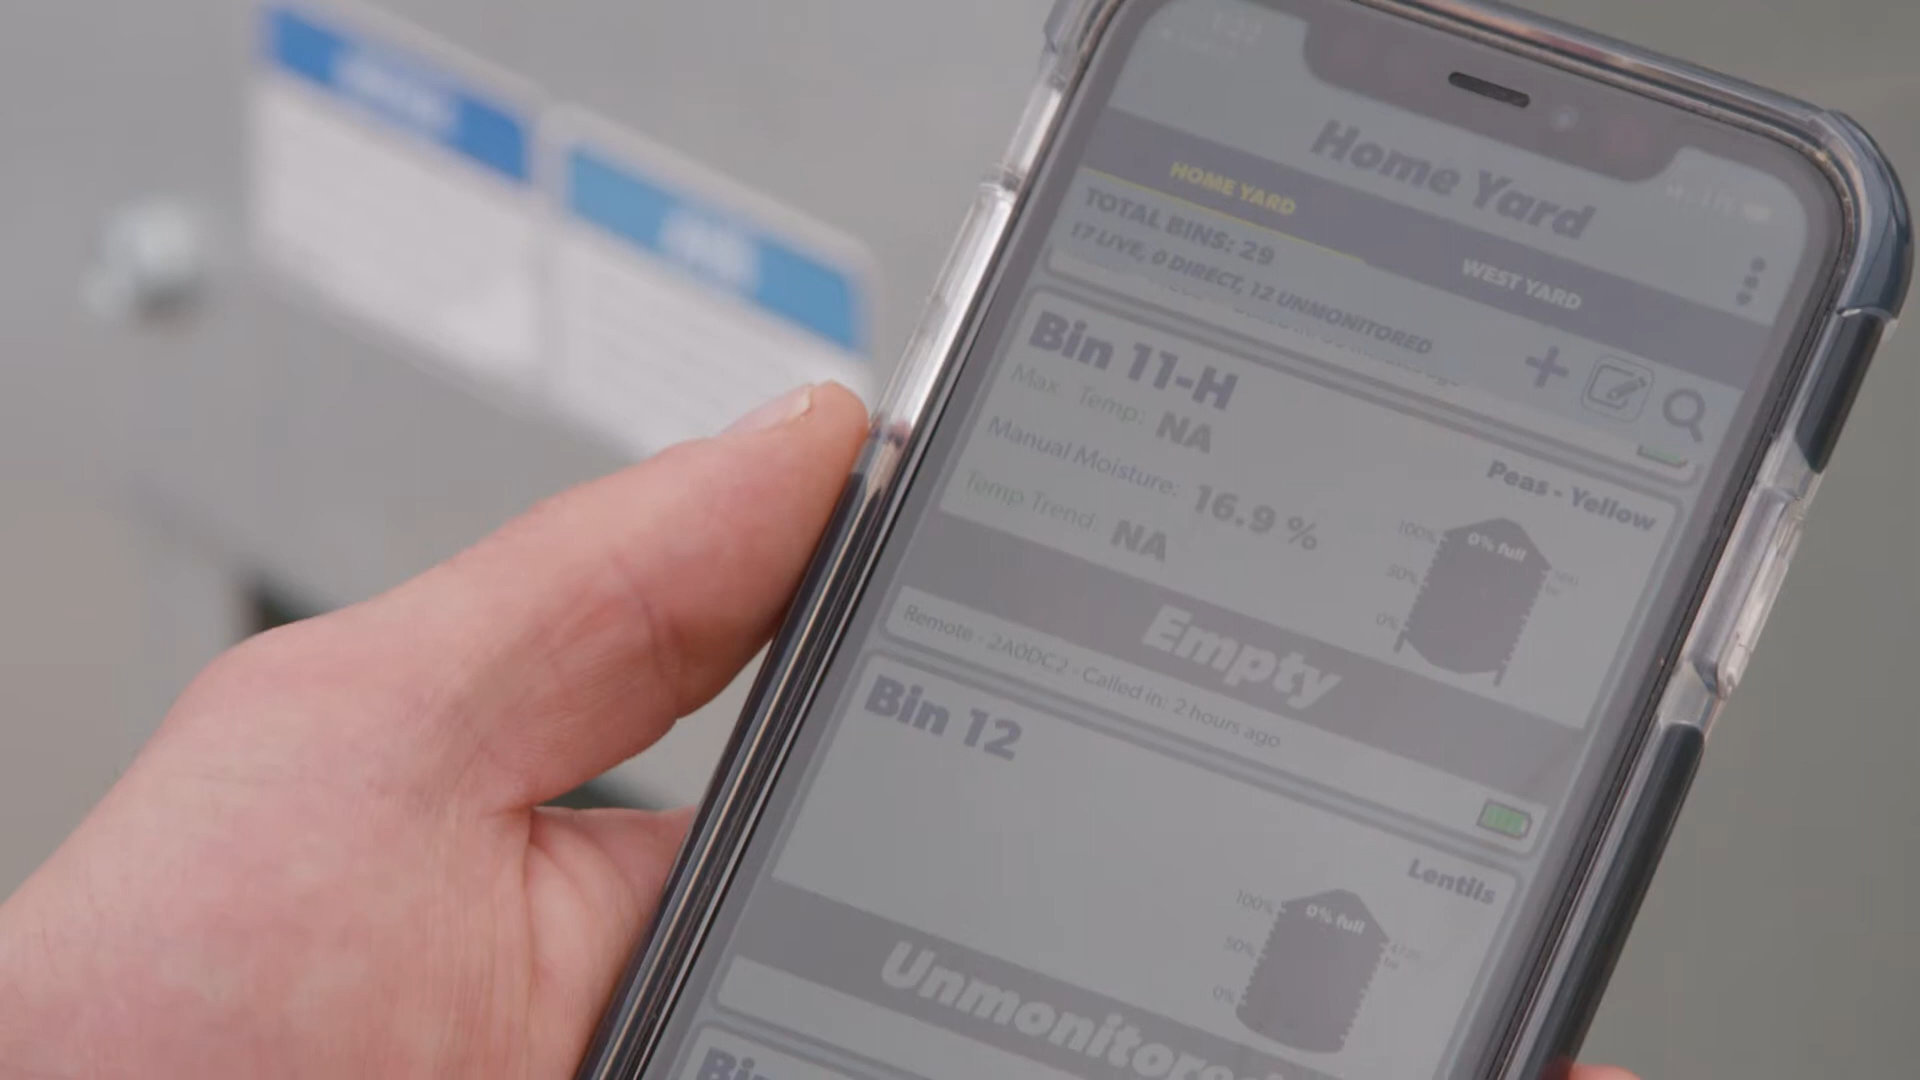 Home Yard
HOME YARD
WEST YARD
TOTAL BINS: 29
17 LIVE, 0 DIRECT, 12 UNMONITORED
Bin 11-H
Peas - Yellow
Max. Temp: NA
Manual Moisture: 16.9 %
Temp Trend: NA
100%
0% full
50%
0%
Empty
Remote - 2A0DC2 - Called in: 2 hours ago
Bin 12
Lentils
100%
0% full
50%
0%
Unmonitored
Bin